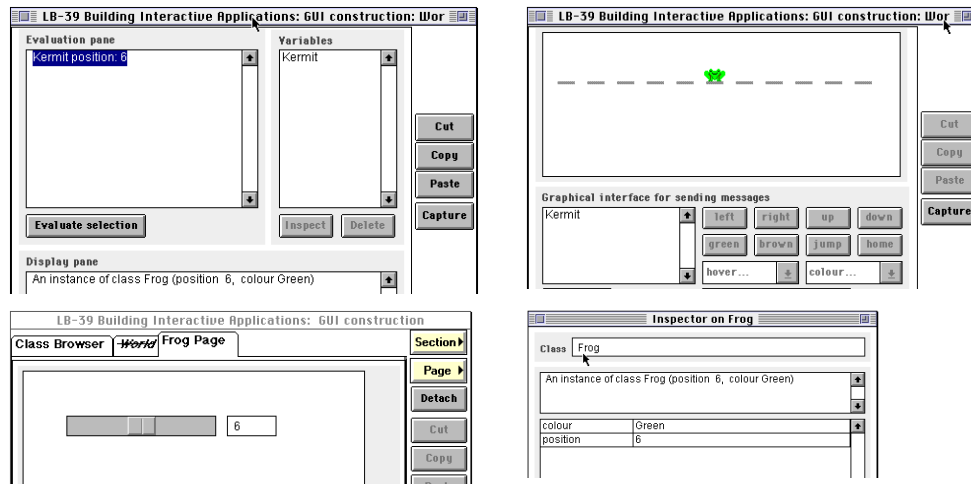 LB-39 Building Interactive Applications: GUI construction: Wor
Evaluation pane
Variables
Kermit position: 6
Kermit
Cut
Copy
Paste
Capture
Evaluate selection
Inspect
Delete
Display pane
An instance of class Frog (position 6, colour Green)
LB-39 Building Interactive Applications: GUI construction: Wor
Cut
Copy
Paste
Capture
Graphical interface for sending messages
Kermit
left right up down
green brown jump home
hover... colour...
LB-39 Building Interactive Applications: GUI construction
Class Browser World Frog Page
Section
Page
Detach
Cut
Copy
6
Inspector on Frog
Class Frog
An instance of class Frog (position 6, colour Green)
colour Green
position 6